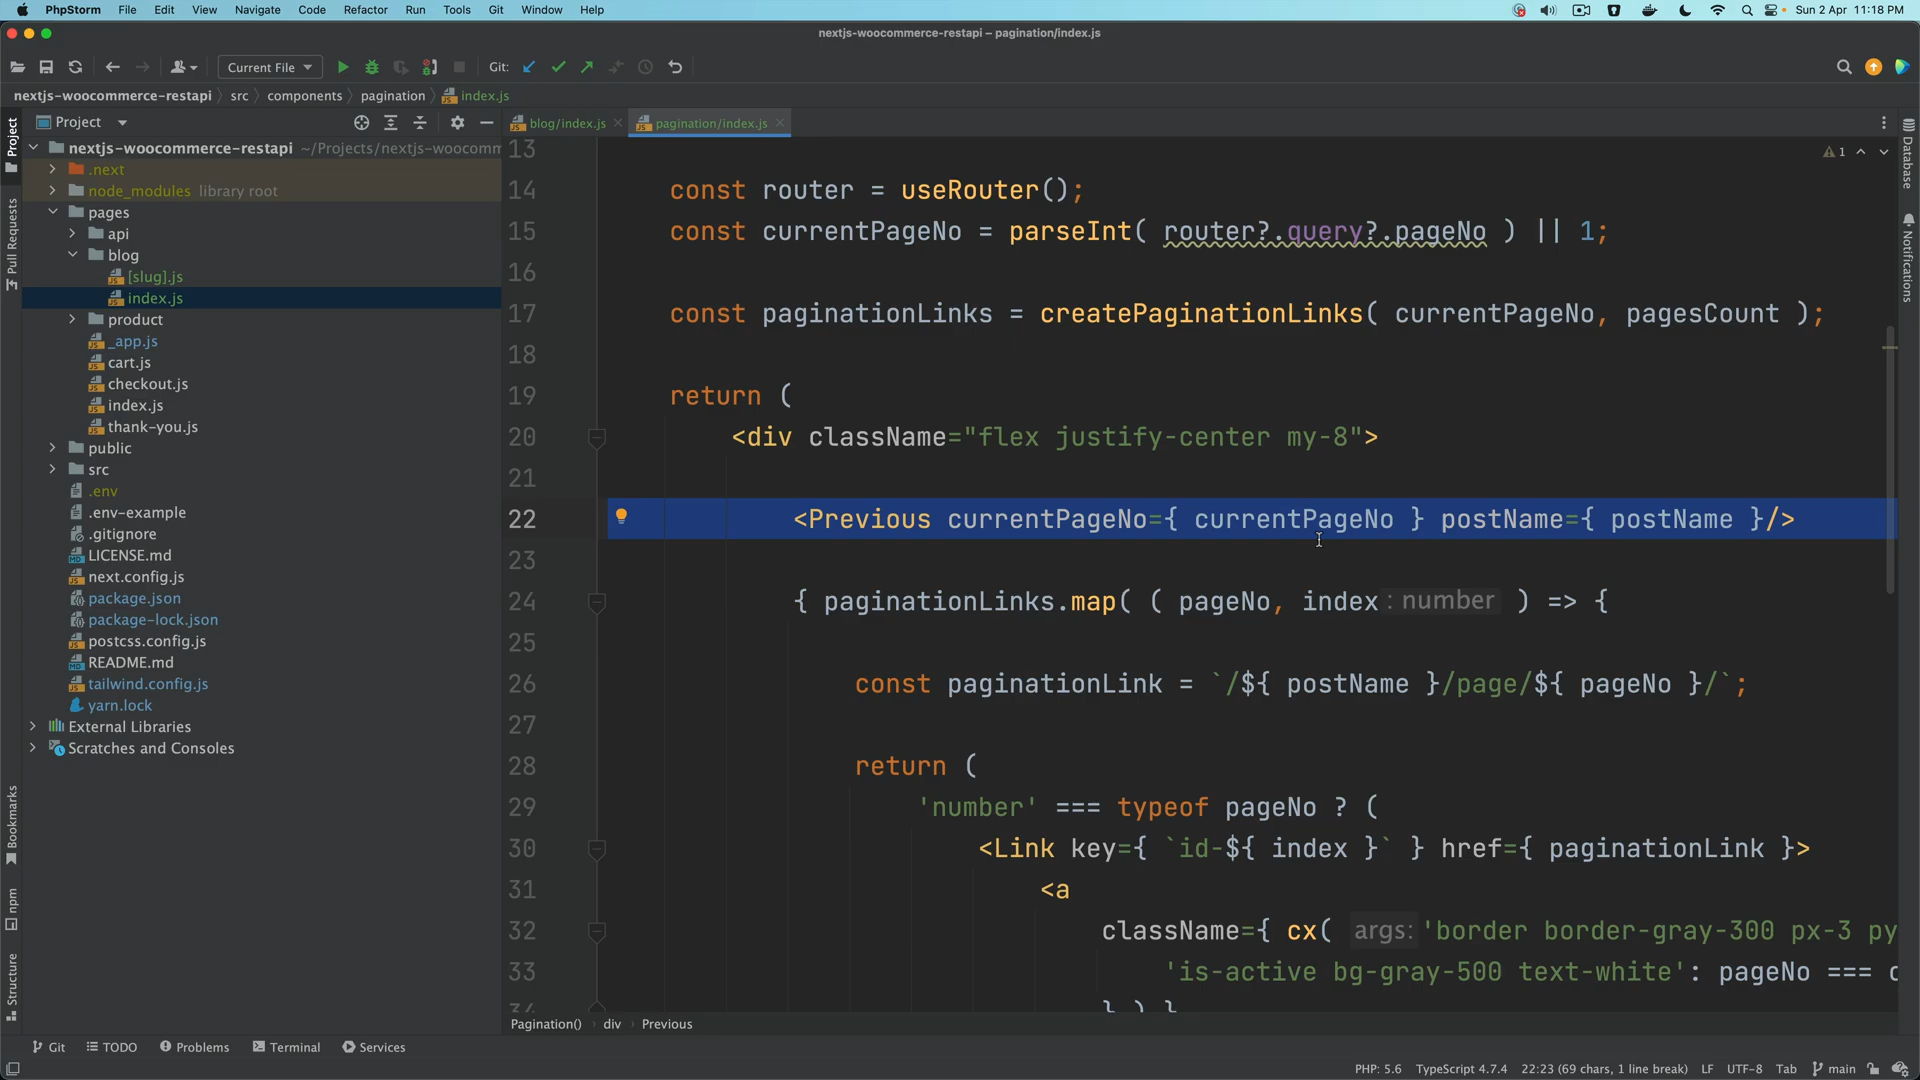 PhpStorm File Edit View Navigate Code Refactor Run Tools Git Window Help Sun 2 Apr 11:18 PM
nextjs-woocommerce-restapi – pagination/index.js
Current File Git:
nextjs-woocommerce-restapi src components pagination index.js
Project
blog/index.js pagination/index.js
Project
Pull Requests
Bookmarks
npm
Structure
nextjs-woocommerce-restapi ~/Projects/nextjs-woocomm
.next
node_modules library root
pages
api
blog
[slug].js
index.js
product
_app.js
cart.js
checkout.js
index.js
thank-you.js
public
src
.env
.env-example
.gitignore
LICENSE.md
next.config.js
package.json
package-lock.json
postcss.config.js
README.md
tailwind.config.js
yarn.lock
External Libraries
Scratches and Consoles
1
13
14 const router = useRouter();
15 const currentPageNo = parseInt( router?.query?.pageNo ) || 1;
16
17 const paginationLinks = createPaginationLinks( currentPageNo, pagesCount );
18
19 return (
20 <div className="flex justify-center my-8">
21
22 <Previous currentPageNo={ currentPageNo } postName={ postName }/>
23
24 { paginationLinks.map( ( pageNo, index : number ) => {
25
26 const paginationLink = `/${ postName }/page/${ pageNo }/`;
27
28 return (
29 'number' === typeof pageNo ? (
30 <Link key={ `id-${ index }` } href={ paginationLink }>
31 <a
32 className={ cx( args: 'border border-gray-300 px-3 py
33 'is-active bg-gray-500 text-white': pageNo === c
34 } ) }
Database
Notifications
Pagination() div Previous
Git TODO Problems Terminal Services
PHP: 5.6 TypeScript 4.7.4 22:23 (69 chars, 1 line break) LF UTF-8 Tab main